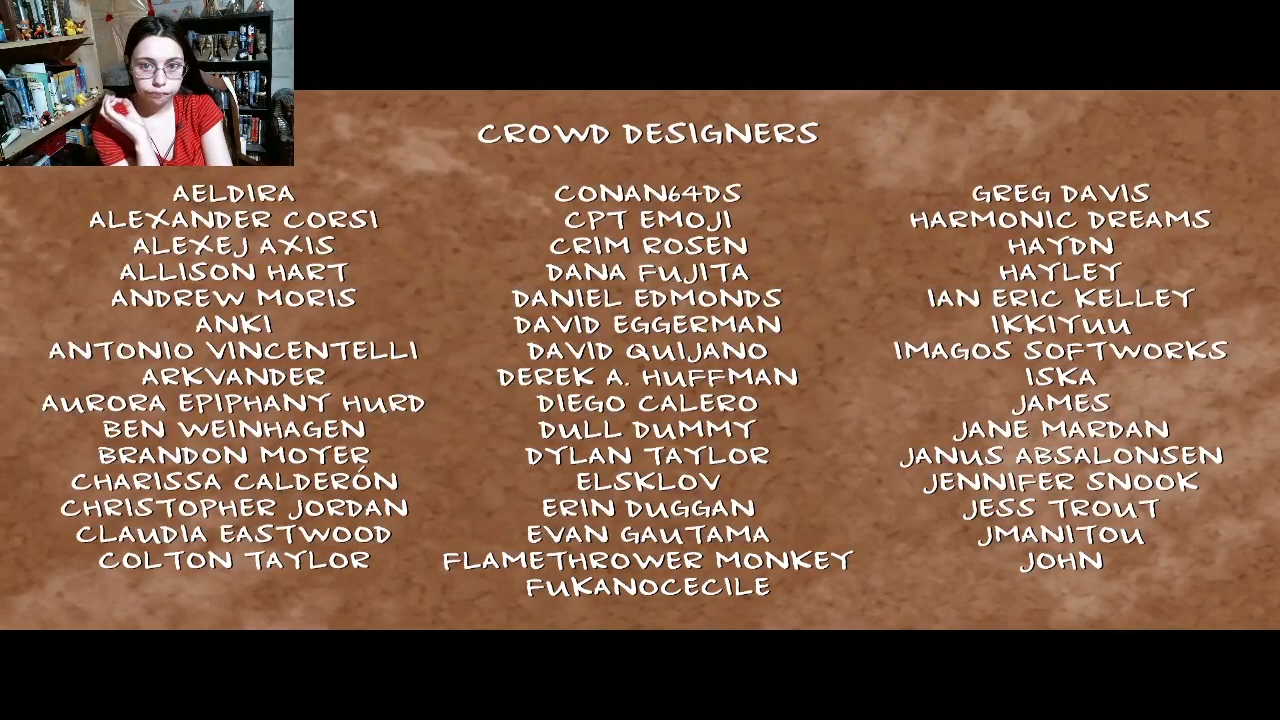 CROWD DESIGNERS
AELDIRA
ALEXANDER CORSI
ALEXEJ AXIS
ALLISON HART
ANDREW MORIS
ANKI
ANTONIO VINCENTELLI
ARKVANDER
AURORA EPIPHANY HURD
BEN WEINHAGEN
BRANDON MOYER
CHARISSA CALDERÓN
CHRISTOPHER JORDAN
CLAUDIA EASTWOOD
COLTON TAYLOR
CONAN64DS
CPT EMOJI
CRIM ROSEN
DANA FUJITA
DANIEL EDMONDS
DAVID EGGERMAN
DAVID QUIJANO
DEREK A. HUFFMAN
DIEGO CALERO
DULL DUMMY
DYLAN TAYLOR
ELSKLOV
ERIN DUGGAN
EVAN GAUTAMA
FLAMETHROWER MONKEY
FUKANOCECILE
GREG DAVIS
HARMONIC DREAMS
HAYDN
HAYLEY
IAN ERIC KELLEY
IKKIYUU
IMAGOS SOFTWORKS
ISKA
JAMES
JANE MARDAN
JANUS ABSALONSEN
JENNIFER SNOOK
JESS TROUT
JMANITOU
JOHN